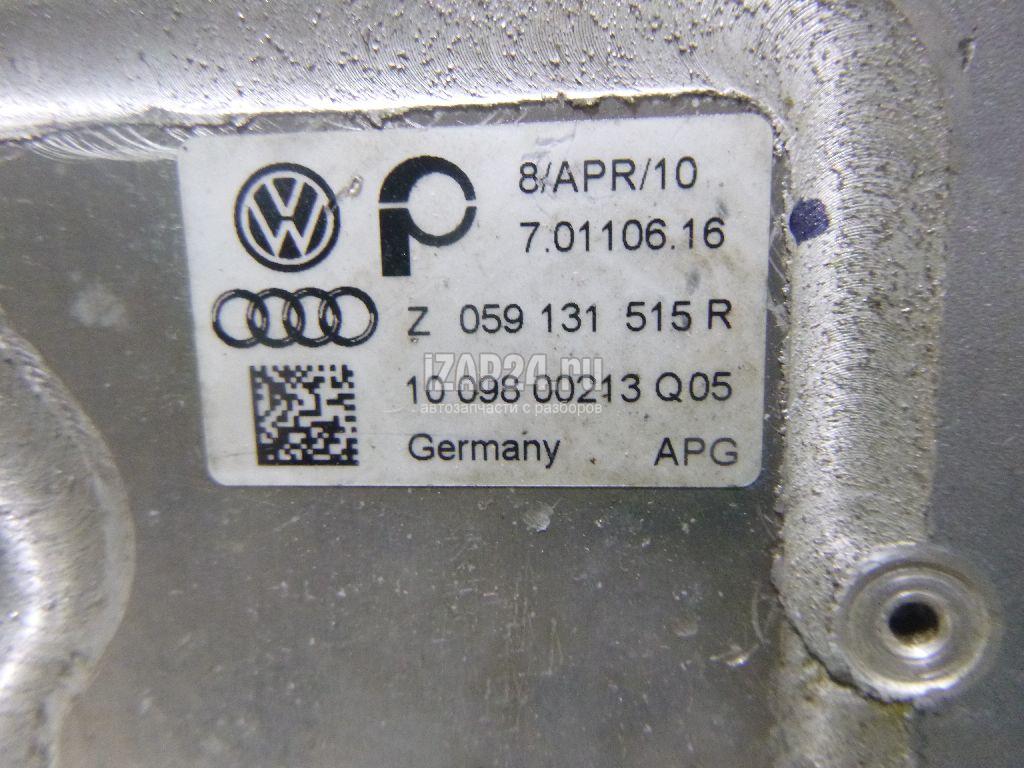 8/APR/10
7.01106.16
Z 059 131 515 R
iZAP24.ru
10 098 00213 Q05
автозапчасти с разборов
Germany APG